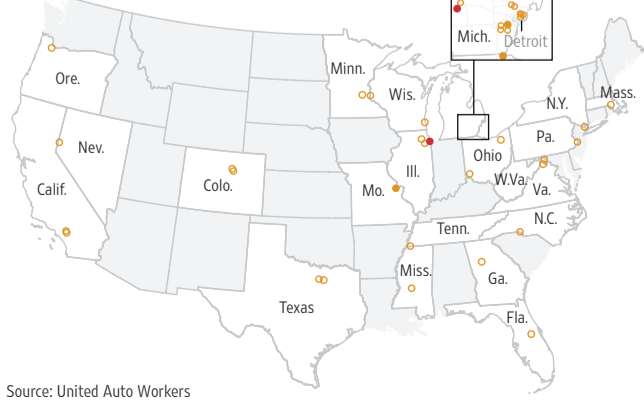 Mich.
Detroit
Minn.
Ore.
Wis.
Mass.
N.Y.
Nev.
Pa.
Ohio
Ill.
Calif.
Colo.
Mo.
W.Va.
Va.
N.C.
Tenn.
Miss.
Ga.
Texas
Fla.
Source: United Auto Workers